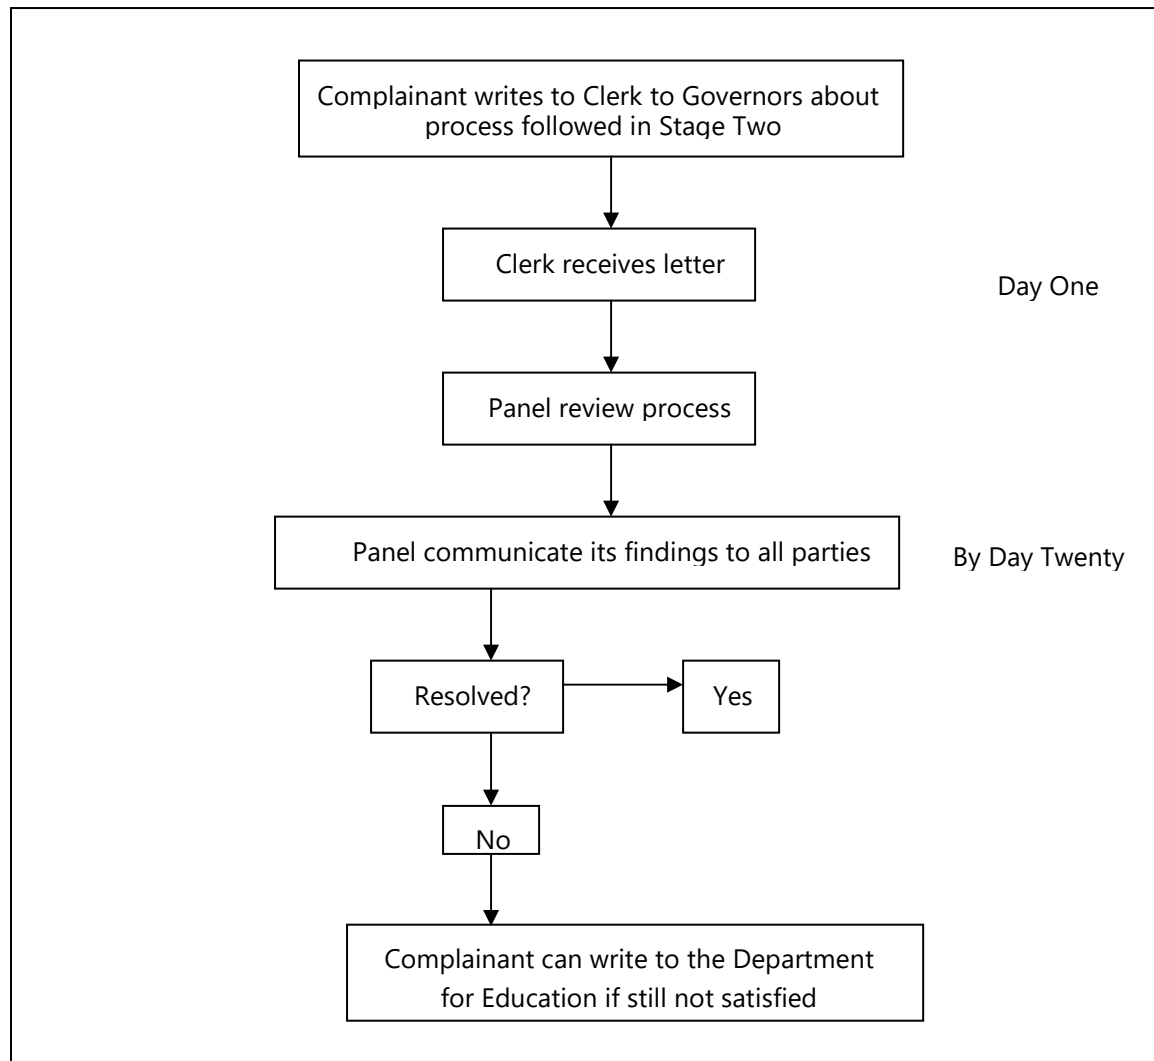 Complainant writes to Clerk to Governors about
process followed in Stage Two
Clerk receives letter
Day One
Panel review process
Panel communicate its findings to all parties
By Day Twenty
Resolved?
Yes
No
Complainant can write to the Department
for Education if still not satisfied